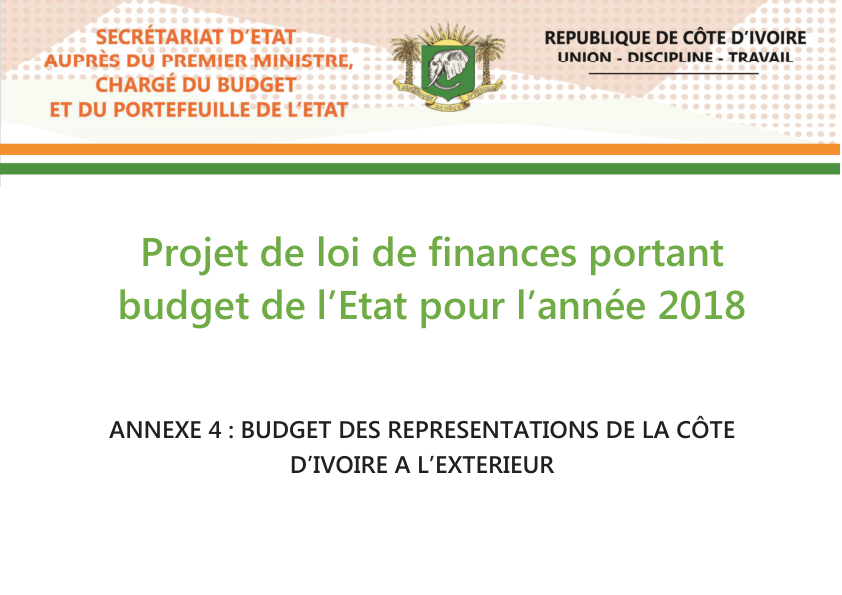 SECRÉTARIAT D'ETAT
AUPRÈS DU PREMIER MINISTRE,
CHARGÉ DU BUDGET
ET DU PORTEFEUILLE DE L'ETAT
REPUBLIQUE DE CÔTE D'IVOIRE
UNION - DISCIPLINE - TRAVAIL
Projet de loi de finances portant
budget de l'Etat pour l'année 2018
ANNEXE 4 : BUDGET DES REPRESENTATIONS DE LA CÔTE
D'IVOIRE A L'EXTERIEUR